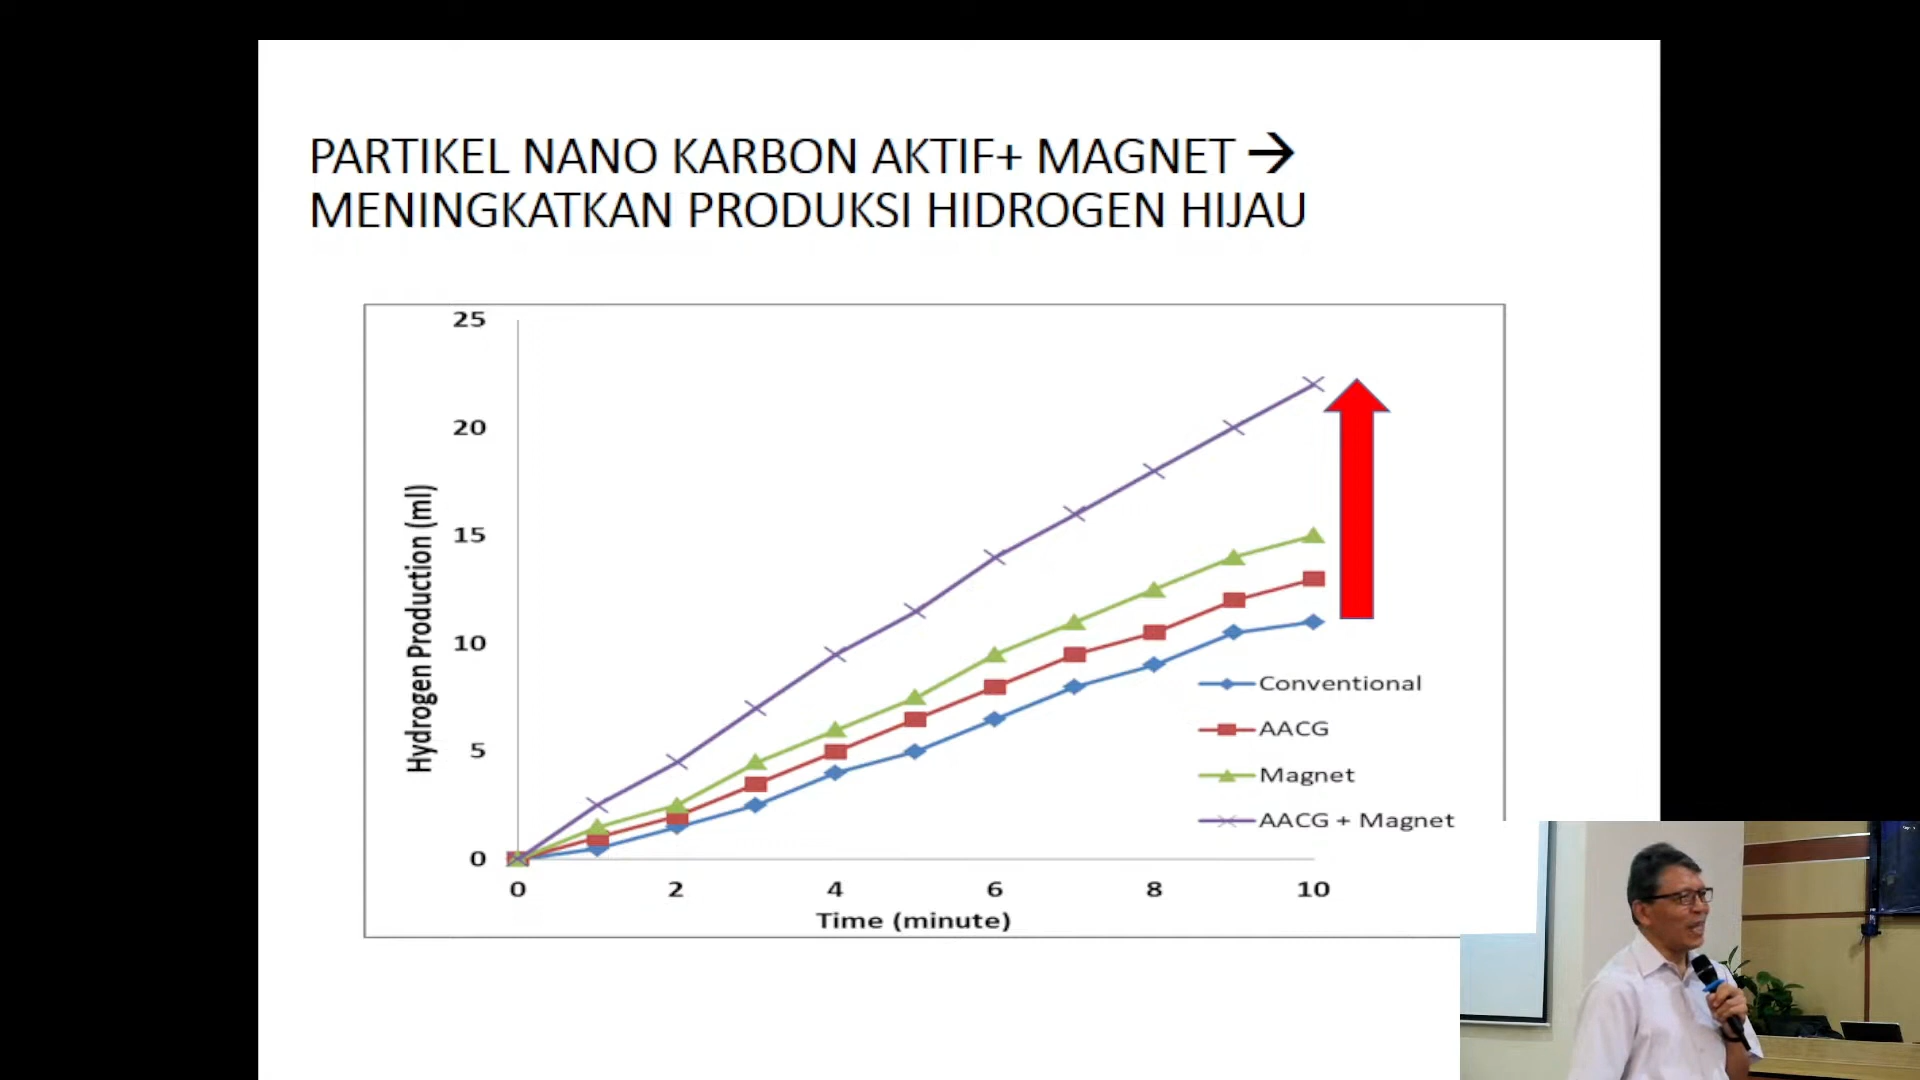 PARTIKEL NANO KARBON AKTIF+ MAGNET →
MENINGKATKAN PRODUKSI HIDROGEN HIJAU
25
20
15
10
5
0
Hydrogen Production (ml)
0 2 4 6 8 10
Time (minute)
Conventional
AACG
Magnet
AACG + Magnet